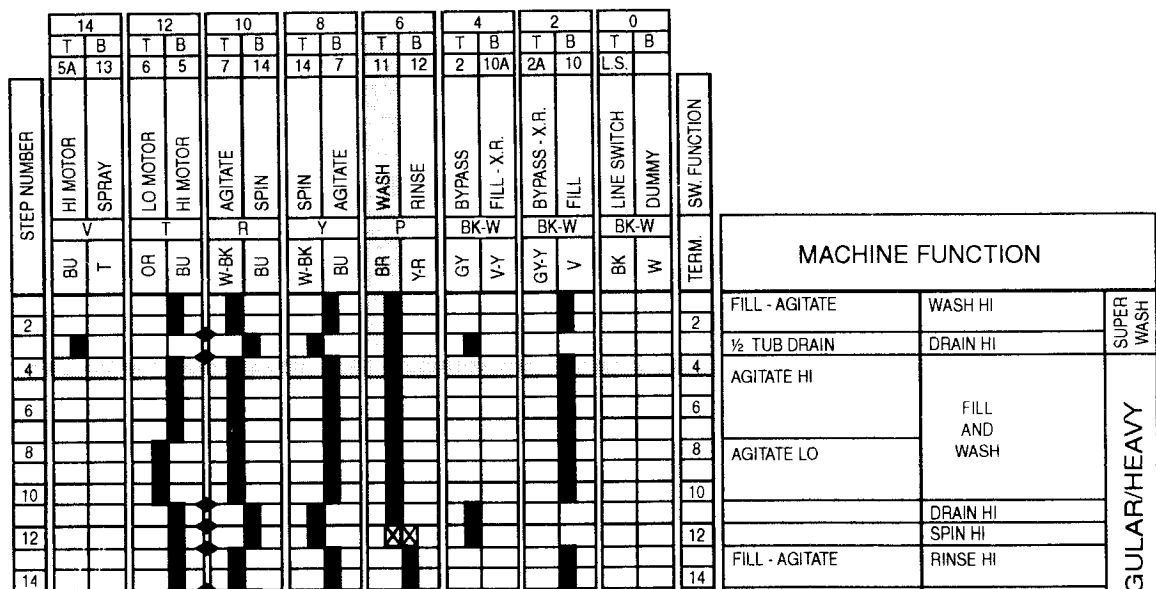 14 12 10 8 6 4 2 0
T B T B T B T B T B T B T B T B
5A 13 6 5 7 14 14 7 11 12 2 10A 2A 10 L.S.
STEP NUMBER HI MOTOR SPRAY LO MOTOR HI MOTOR AGITATE SPIN SPIN AGITATE WASH RINSE BYPASS FILL - X.R. BYPASS - X.R. FILL LINE SWITCH DUMMY SW. FUNCTION
V T R Y P BK-W BK-W BK-W
BU T OR BU W-BK BU W-BK BU BR Y-R GY V-Y GY-Y V BK W TERM.
MACHINE FUNCTION
FILL - AGITATE WASH HI SUPER WASH
2 2
½ TUB DRAIN DRAIN HI
4 4 AGITATE HI
6 6 FILL
AND
8 8 AGITATE LO WASH
GULAR/HEAVY
10 10
DRAIN HI
12 12 SPIN HI
FILL - AGITATE RINSE HI
14 14